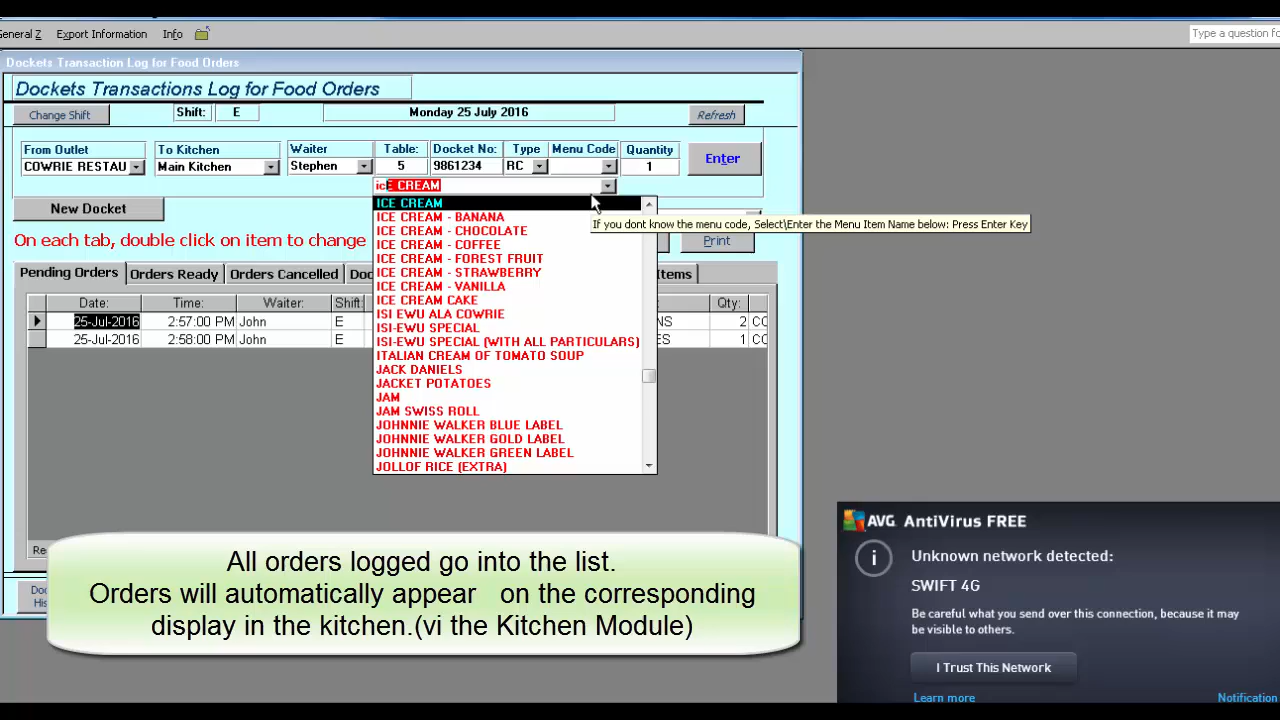 General Z Export Information Info
Type a question fo
Dockets Transaction Log for Food Orders
Dockets Transactions Log for Food Orders
Change Shift Shift: E Monday 25 July 2016 Refresh
From Outlet To Kitchen Waiter Table: Docket No: Type Menu Code Quantity
COWRIE RESTAU Main Kitchen Stephen 5 9861234 RC 1 Enter
icE CREAM
New Docket
ICE CREAM
ICE CREAM - BANANA
ICE CREAM - CHOCOLATE
ICE CREAM - COFFEE
ICE CREAM - FOREST FRUIT
ICE CREAM - STRAWBERRY
ICE CREAM - VANILLA
ICE CREAM CAKE
ISI EWU ALA COWRIE
ISI-EWU SPECIAL
ISI-EWU SPECIAL (WITH ALL PARTICULARS)
ITALIAN CREAM OF TOMATO SOUP
JACK DANIELS
JACKET POTATOES
JAM
JAM SWISS ROLL
JOHNNIE WALKER BLUE LABEL
JOHNNIE WALKER GOLD LABEL
JOHNNIE WALKER GREEN LABEL
JOLLOF RICE (EXTRA)
If you dont know the menu code, Select\Enter the Menu Item Name below: Press Enter Key
On each tab, double click on item to change
Print
Pending Orders Orders Ready Orders Cancelled Doc Items
Date: Time: Waiter: Shift: Qty:
25-Jul-2016 2:57:00 PM John E NS 2 CO
25-Jul-2016 2:58:00 PM John E 1 CO
Re
Doc
His
All orders logged go into the list.
Orders will automatically appear on the corresponding
display in the kitchen.(vi the Kitchen Module)
AVG AntiVirus FREE
Unknown network detected:
SWIFT 4G
Be careful what you send over this connection, because it may
be visible to others.
I Trust This Network
Learn more Notification